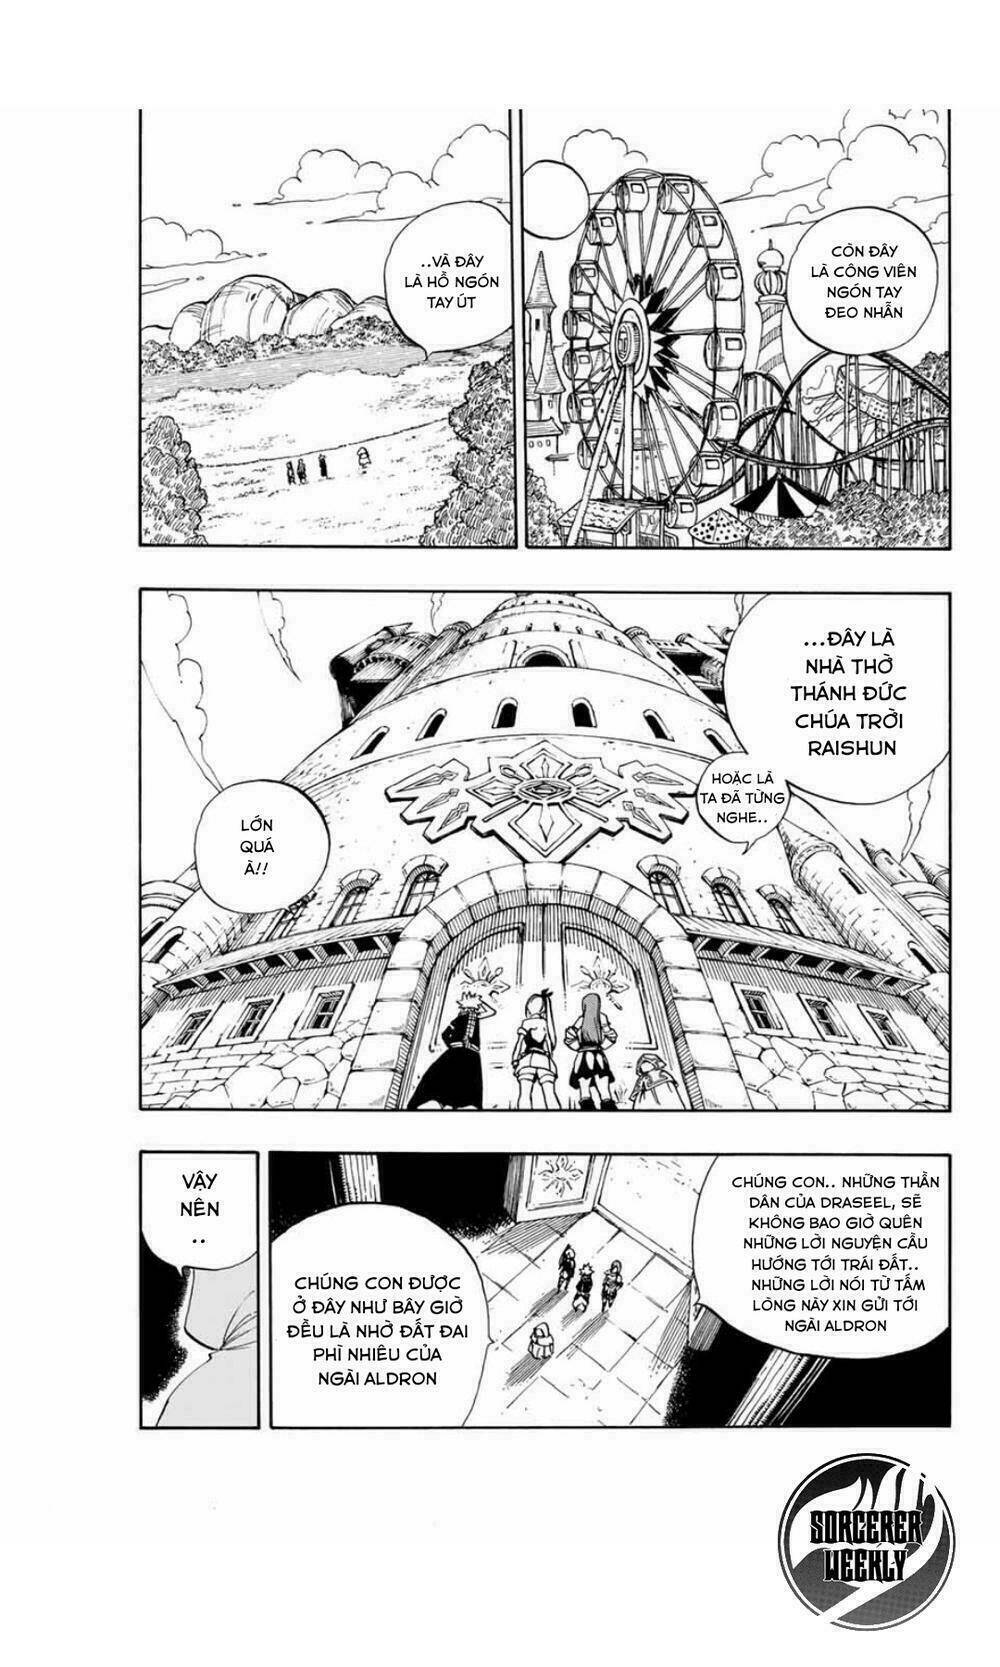 CÒN ĐÂY
LÀ CÔNG VIÊN
NGÓN TAY
ĐEO NHẪN
..VÀ ĐÂY
LÀ HỒ NGÓN
TAY ÚT
...ĐÂY LÀ
NHÀ THỜ
THÁNH ĐỨC
CHÚA TRỜI
RAISHUN
HOẶC LÀ
TA ĐÃ TỪNG
NGHE..
LỚN
QUÁ
À!!
CHÚNG CON.. NHỮNG THẦN
DÂN CỦA DRASEEL, SẼ
KHÔNG BAO GIỜ QUÊN
NHỮNG LỜI NGUYỆN CẦU
HƯỚNG TỚI TRÁI ĐẤT..
NHỮNG LỜI NÓI TỪ TẤM
LÒNG NÀY XIN GỬI TỚI
NGÀI ALDRON
CHÚNG CON ĐƯỢC
Ở ĐÂY NHƯ BÂY GIỜ
ĐỀU LÀ NHỜ ĐẤT ĐAI
PHÌ NHIÊU CỦA
NGÀI ALDRON
VẬY
NÊN
..
SORCERER
WEEKLY